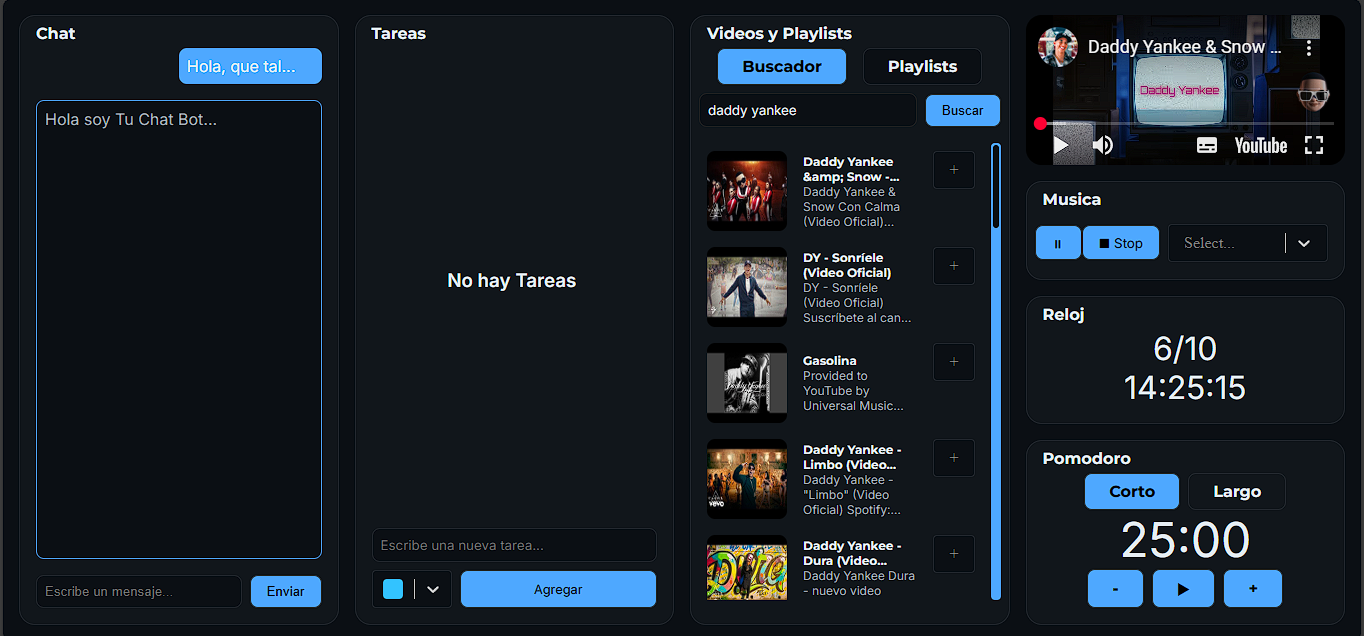 Chat
Hola, que tal...
Hola soy Tu Chat Bot...
Escribe un mensaje...
Enviar
Tareas
No hay Tareas
Escribe una nueva tarea...
Agregar
Videos y Playlists
Buscador
Playlists
daddy yankee
Buscar
Daddy Yankee
&amp; Snow -...
Daddy Yankee &
Snow Con Calma
(Video Oficial)...
+
DY - Sonríele
(Video Oficial)
DY - Sonríele
(Video Oficial)
Suscríbete al can...
+
Gasolina
Provided to
YouTube by
Universal Music...
+
Daddy Yankee -
Limbo (Video...
Daddy Yankee -
"Limbo" (Video
Oficial) Spotify:...
+
vevo
Daddy Yankee -
Dura (Video...
Daddy Yankee Dura
- nuevo video
+
Daddy Yankee & Snow ...
Daddy Yankee
YouTube
Musica
Stop
Select...
Reloj
6/10
14:25:15
Pomodoro
Corto
Largo
25:00
-
+